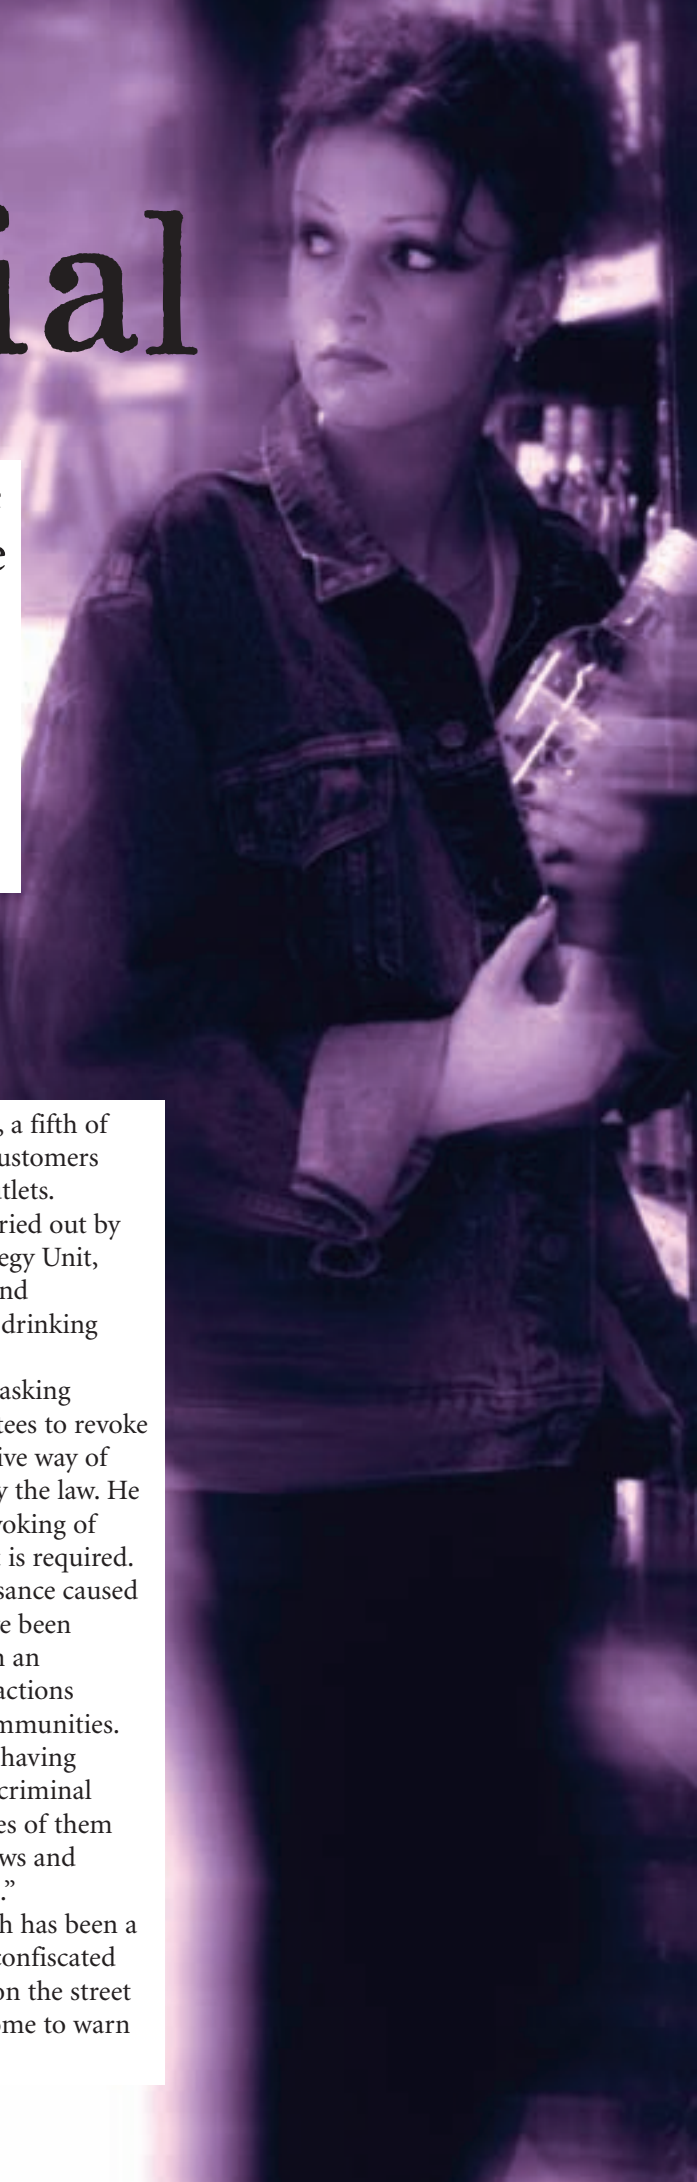 ial
e
, a fifth of
ustomers
tlets.
ried out by
egy Unit,
nd
drinking
asking
tees to revoke
ive way of
y the law. He
voking of
is required.
sance caused
e been
n an
actions
mmunities.
having
criminal
es of them
ws and
.”
h has been a
confiscated
on the street
ome to warn